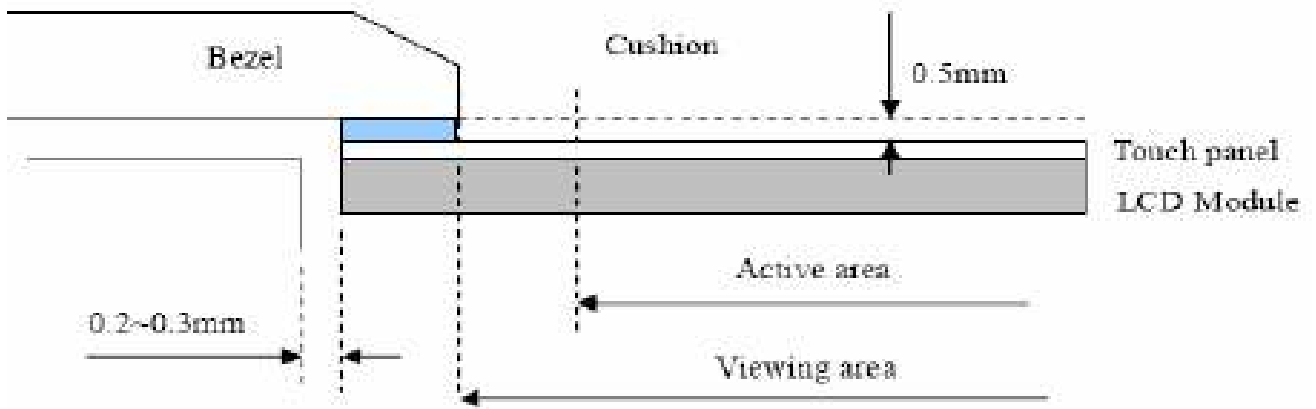 Cushion
Bezel
0.5mm
Touch panel
LCD Module
Active area
0.2~0.3mm
Viewing area